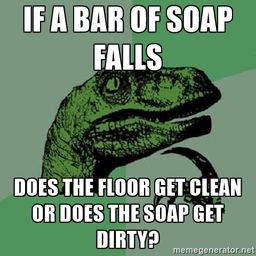 IF A BAR OF SOAP
FALLS
DOES THE FLOOR GET CLEAN
OR DOES THE SOAP GET
DIRTY?
memegenerator.net